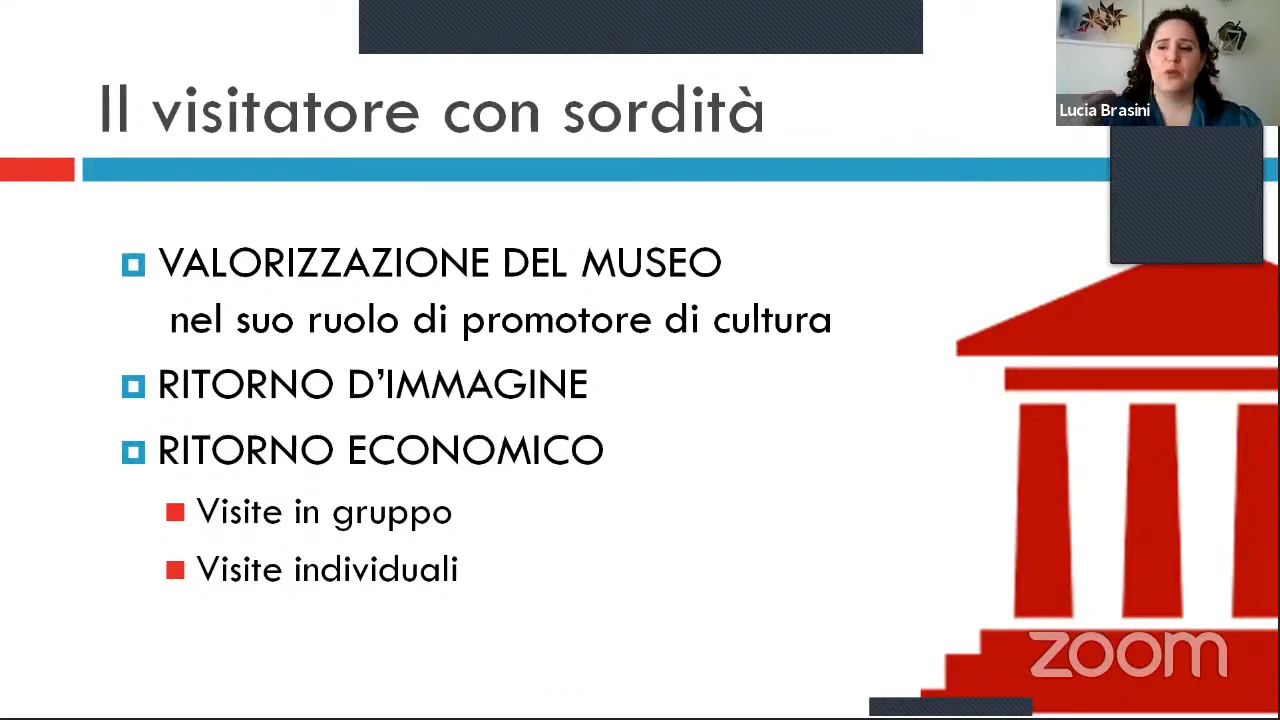 Il visitatore con sordità
Lucia Brasini
VALORIZZAZIONE DEL MUSEO
nel suo ruolo di promotore di cultura
RITORNO D’IMMAGINE
RITORNO ECONOMICO
Visite in gruppo
Visite individuali
zoom